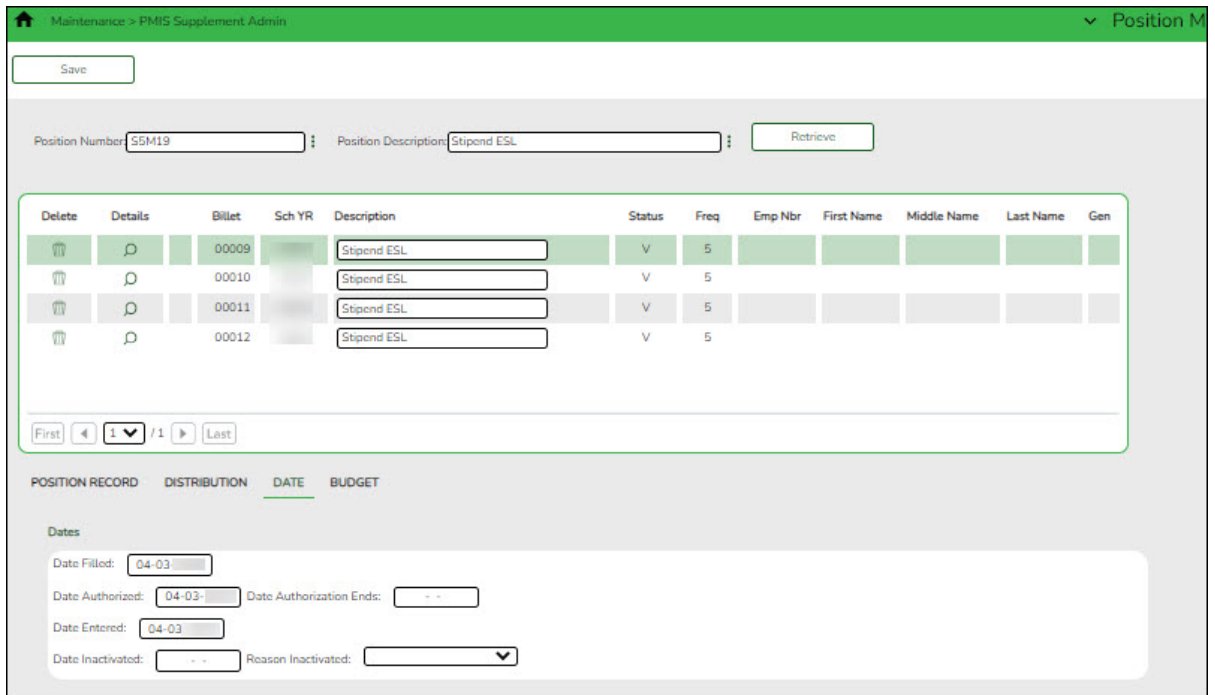 Maintenance > PMIS Supplement Admin Position M
Save
Position Number: S5M19 Position Description: Stipend ESL Retrieve
Delete Details Billet Sch YR Description Status Freq Emp Nbr First Name Middle Name Last Name Gen
00009 Stipend ESL V 5
00010 Stipend ESL V 5
00011 Stipend ESL V 5
00012 Stipend ESL V 5
First 1 / 1 Last
POSITION RECORD DISTRIBUTION DATE BUDGET
Dates
Date Filled: 04-03-
Date Authorized: 04-03- Date Authorization Ends: - -
Date Entered: 04-03
Date Inactivated: - - Reason Inactivated: